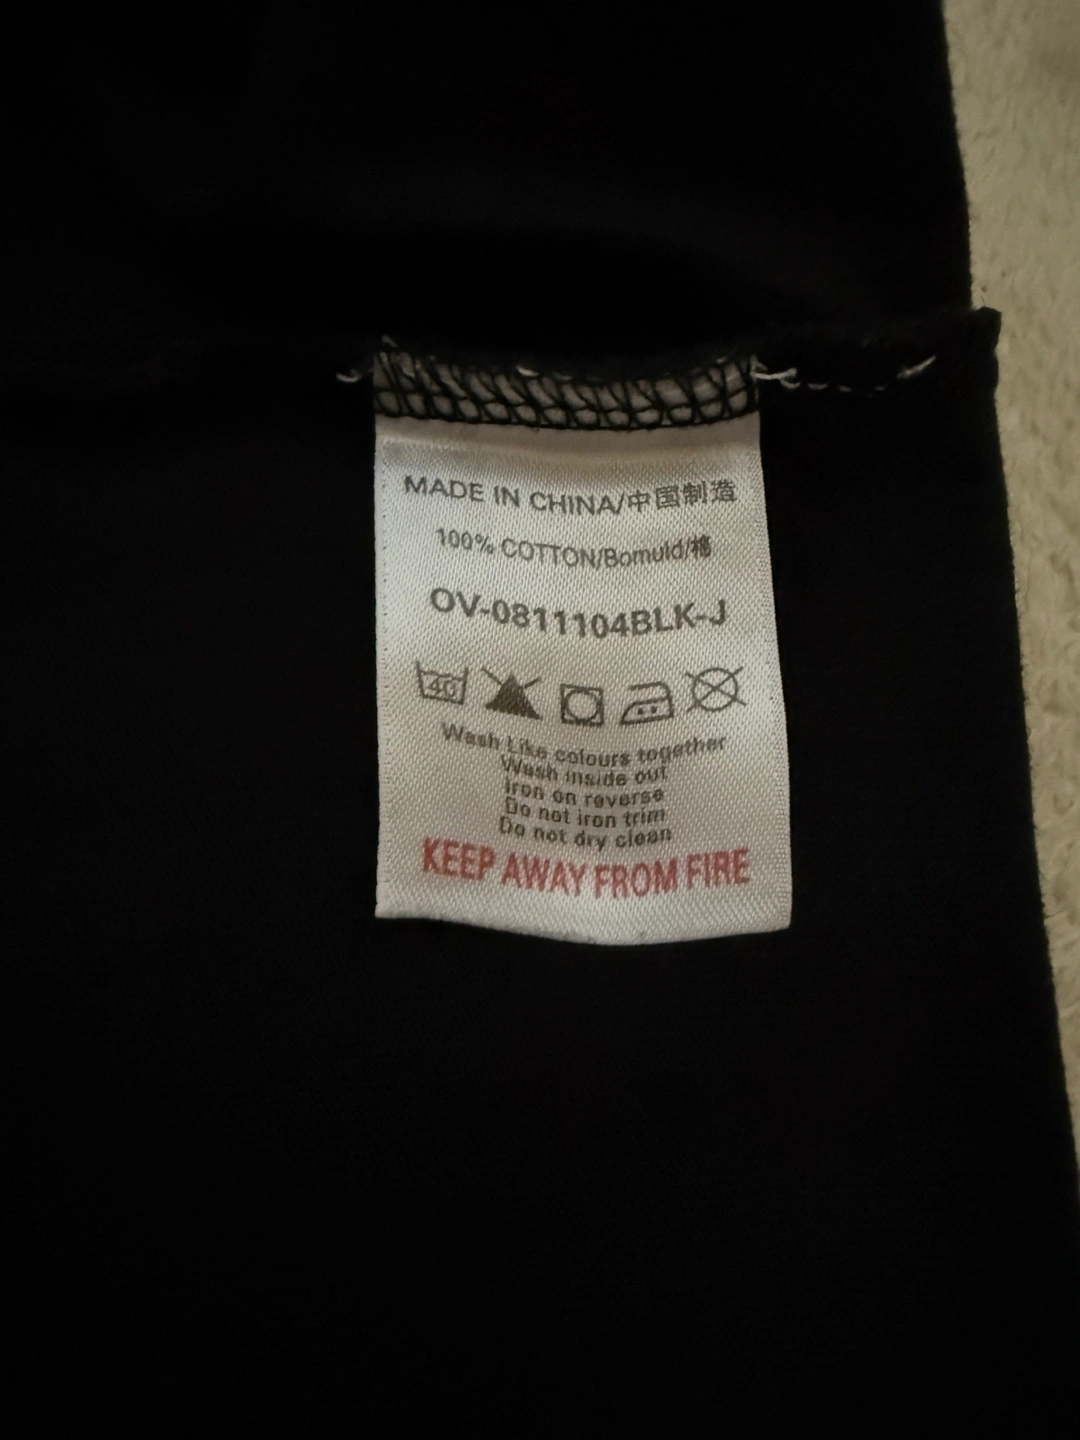 MADE IN CHINA/中国制造
100% COTTON/Bomuld/棉
OV-0811104BLK-J
40
Wash Like colours together
Wash inside out
Iron on reverse
Do not iron trim
Do not dry clean
KEEP AWAY FROM FIRE